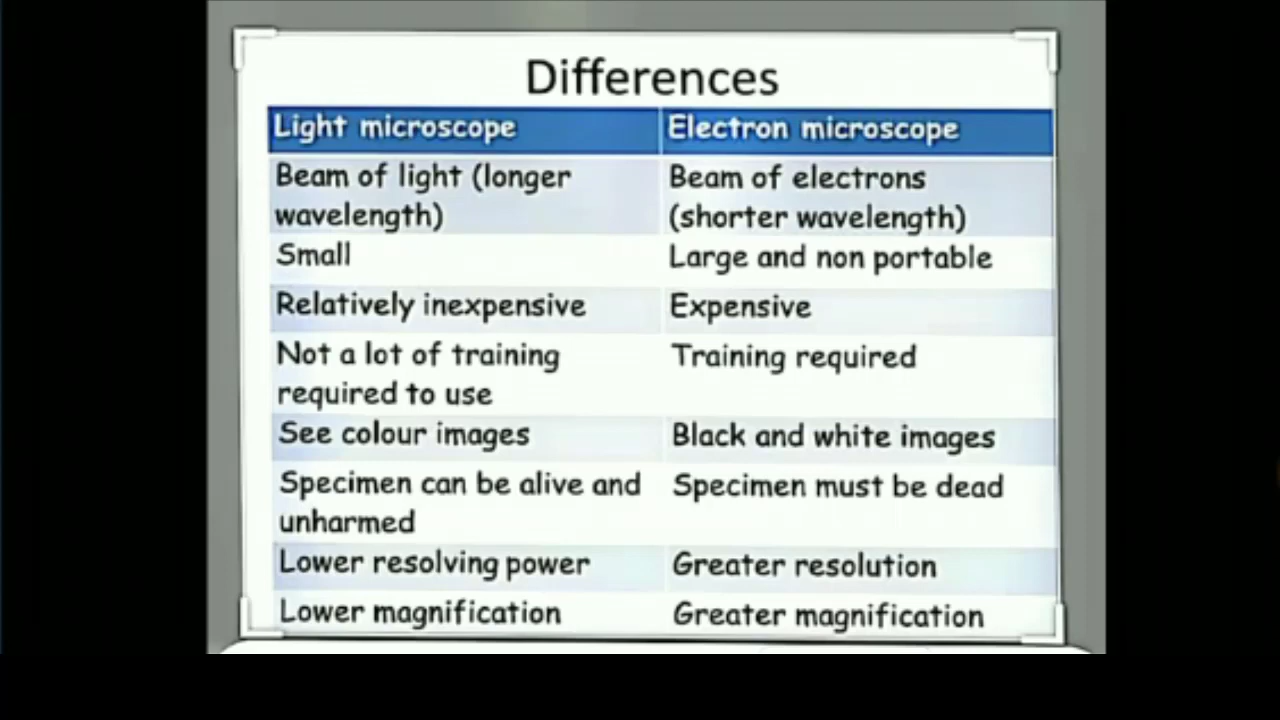 Differences
Light microscope
Electron microscope
Beam of light (longer
wavelength)
Beam of electrons
(shorter wavelength)
Small
Large and non portable
Relatively inexpensive
Expensive
Not a lot of training
required to use
Training required
See colour images
Black and white images
Specimen can be alive and
unharmed
Specimen must be dead
Lower resolving power
Greater resolution
Lower magnification
Greater magnification